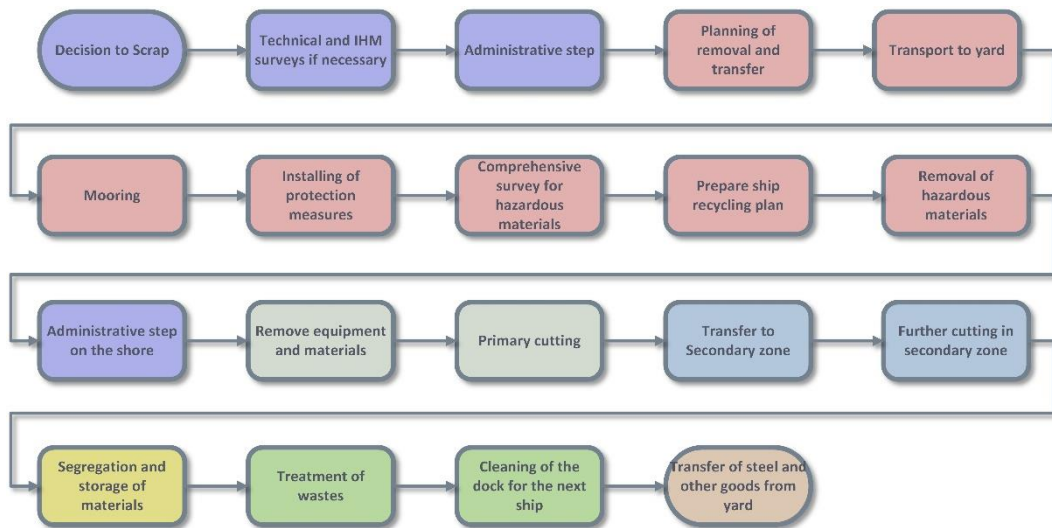 Decision to Scrap
Technical and IHM
surveys if necessary
Administrative step
Planning of
removal and
transfer
Transport to yard
Mooring
Installing of
protection
measures
Comprehensive
survey for
hazardous
materials
Prepare ship
recycling plan
Removal of
hazardous
materials
Administrative step
on the shore
Remove equipment
and materials
Primary cutting
Transfer to
Secondary zone
Further cutting in
secondary zone
Segregation and
storage of
materials
Treatment of
wastes
Cleaning of the
dock for the next
ship
Transfer of steel and
other goods from
yard